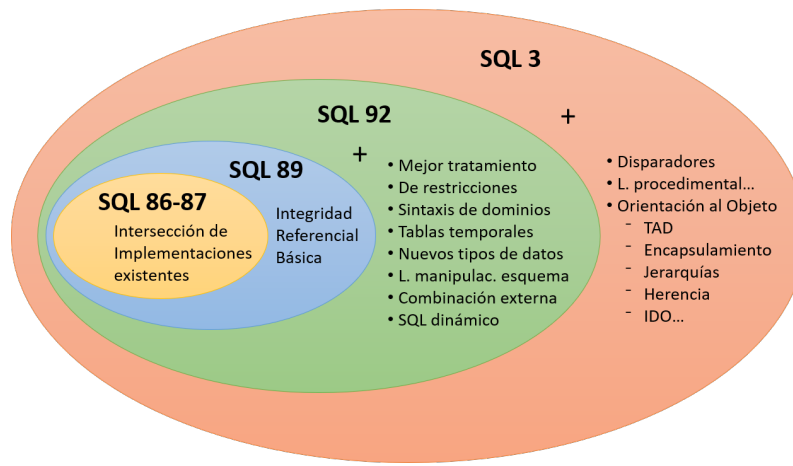 SQL 3
+
• Disparadores
• L. procedimental...
• Orientación al Objeto
- TAD
- Encapsulamiento
- Jerarquías
- Herencia
- IDO...
SQL 92
+
• Mejor tratamiento
• De restricciones
• Sintaxis de dominios
• Tablas temporales
• Nuevos tipos de datos
• L. manipulac. esquema
• Combinación externa
• SQL dinámico
SQL 89
Integridad
Referencial
Básica
SQL 86-87
Intersección de
Implementaciones
existentes